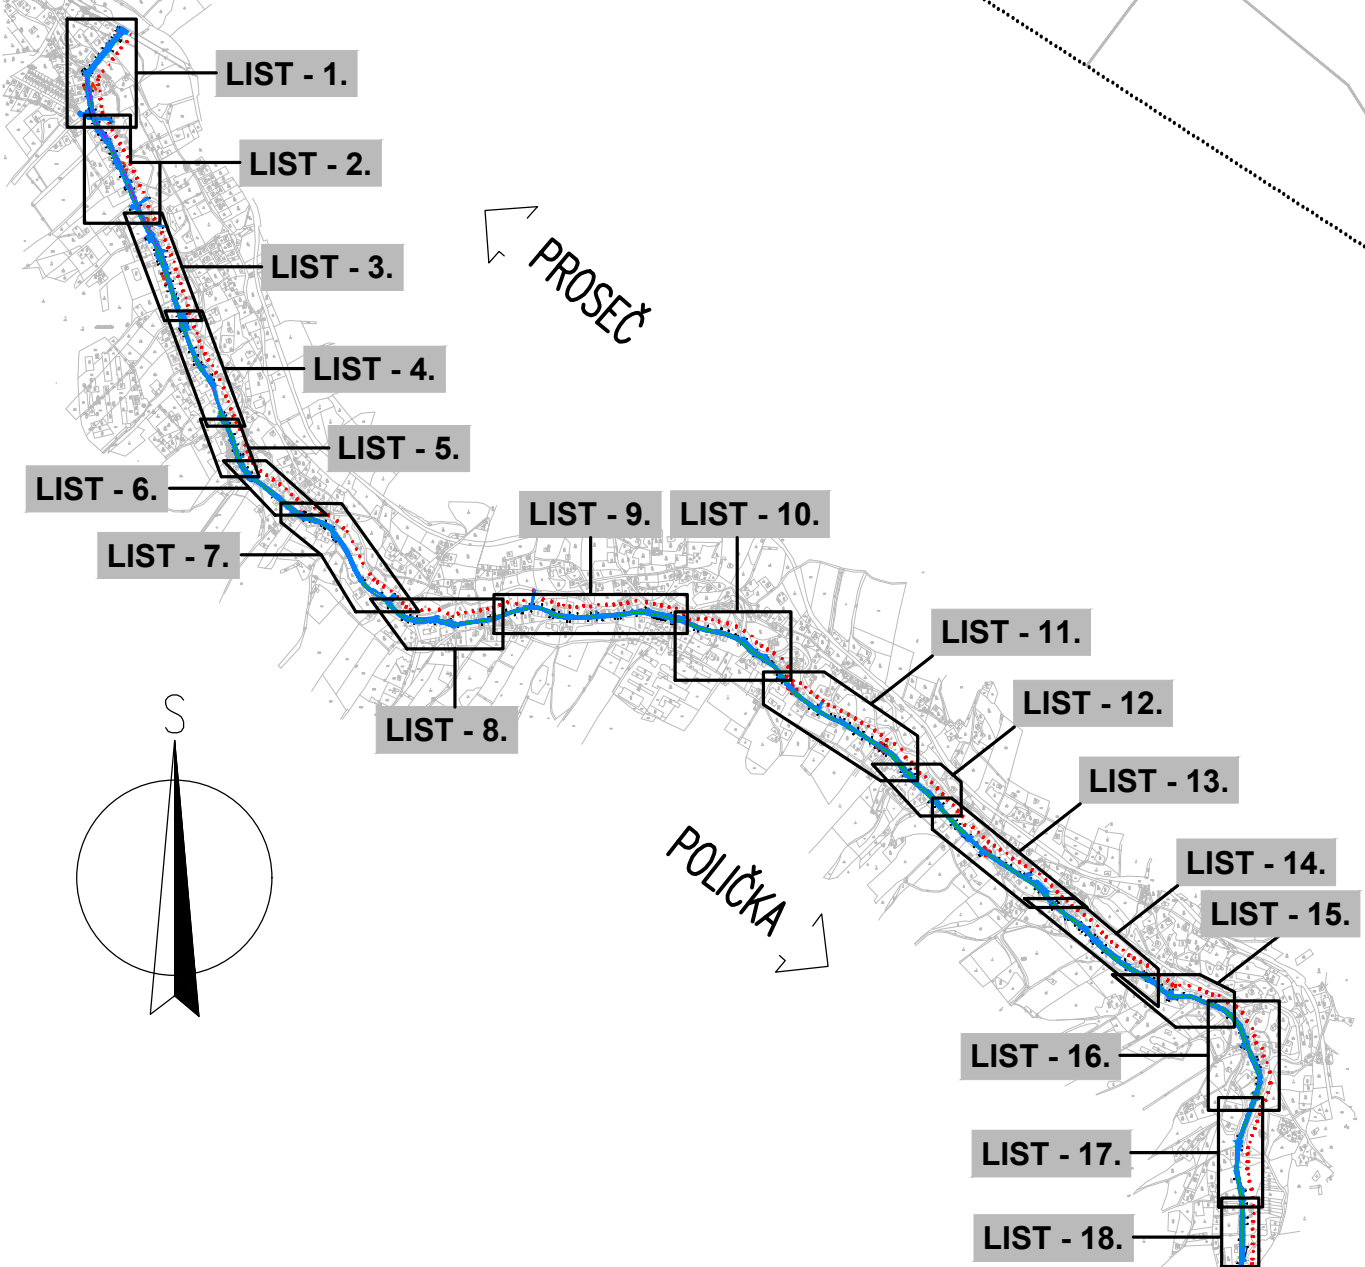 LIST - 1.
LIST - 2.
LIST - 3.
PROSEČ
LIST - 4.
LIST - 5.
LIST - 6.
LIST - 7.
LIST - 9.
LIST - 10.
LIST - 11.
LIST - 12.
LIST - 8.
S
LIST - 13.
POLIČKA
LIST - 14.
LIST - 15.
LIST - 16.
LIST - 17.
LIST - 18.